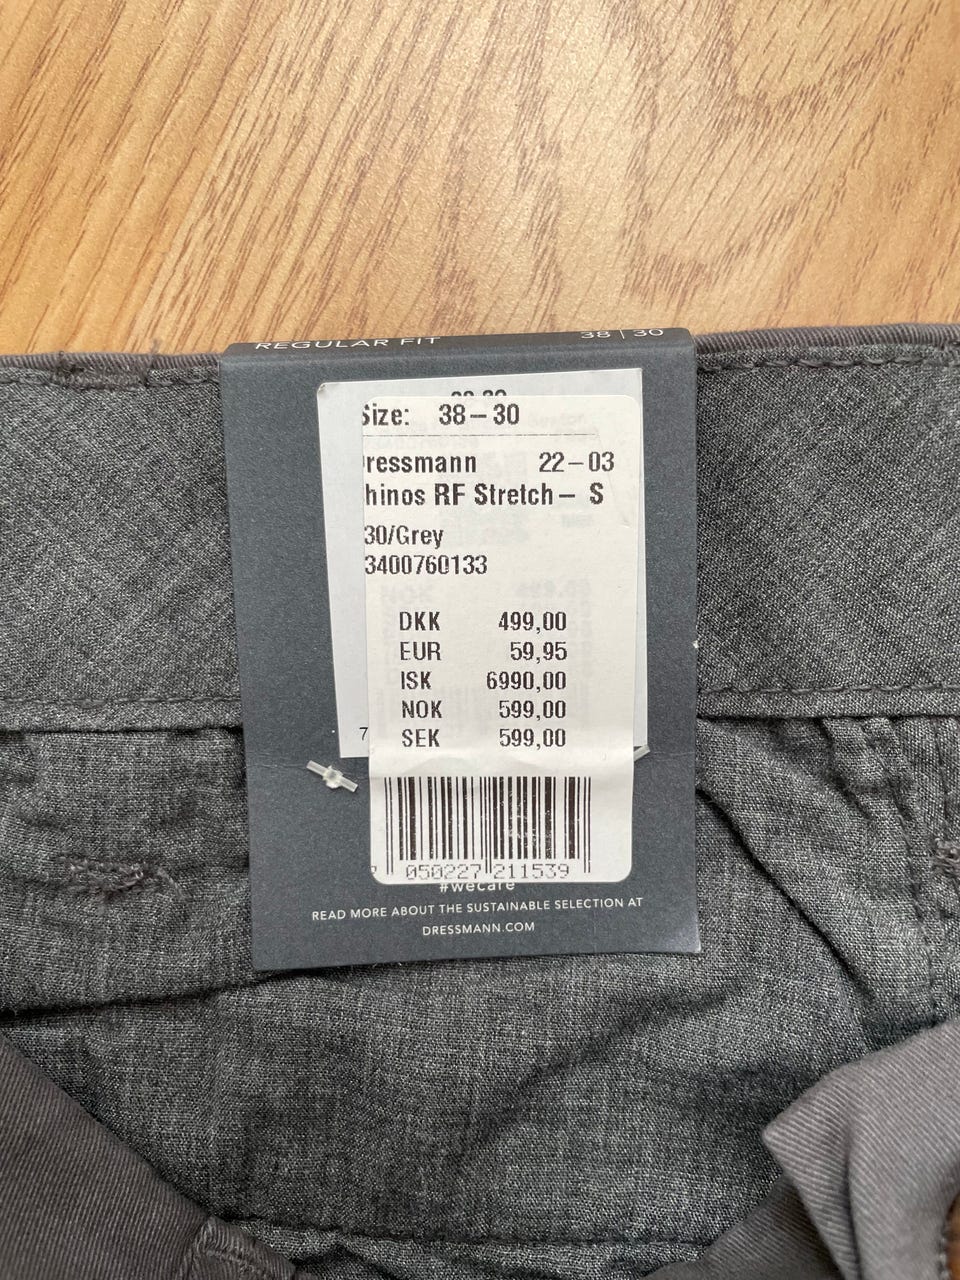 REGULAR FIT 38 | 30
Size: 38-30
ressmann 22-03
hinos RF Stretch- S
30/Grey
3400760133
DKK 499,00
EUR 59,95
ISK 6990,00
NOK 599,00
SEK 599,00
7
050227 211539
#wecare
READ MORE ABOUT THE SUSTAINABLE SELECTION AT
DRESSMANN.COM